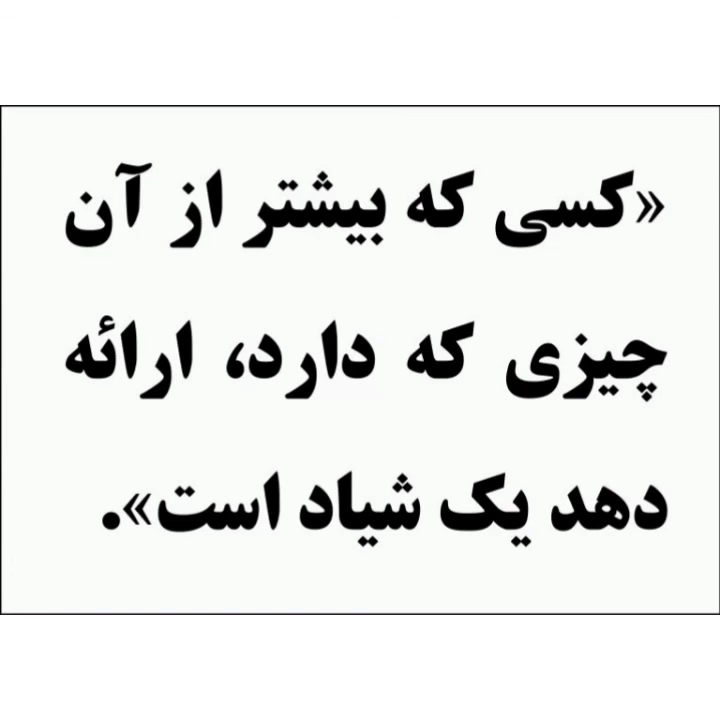 «کسی که بیشتر از آن
چیزی که دارد، ارائه
دهد یک شیاد است».